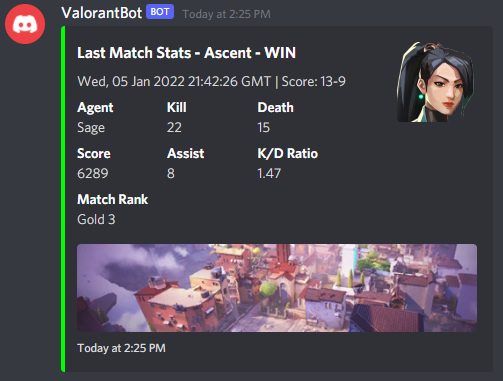 ValorantBot BOT Today at 2:25 PM
Last Match Stats - Ascent - WIN
Wed, 05 Jan 2022 21:42:26 GMT | Score: 13-9
Agent Kill Death
Sage 22 15
Score Assist K/D Ratio
6289 8 1.47
Match Rank
Gold 3
Today at 2:25 PM